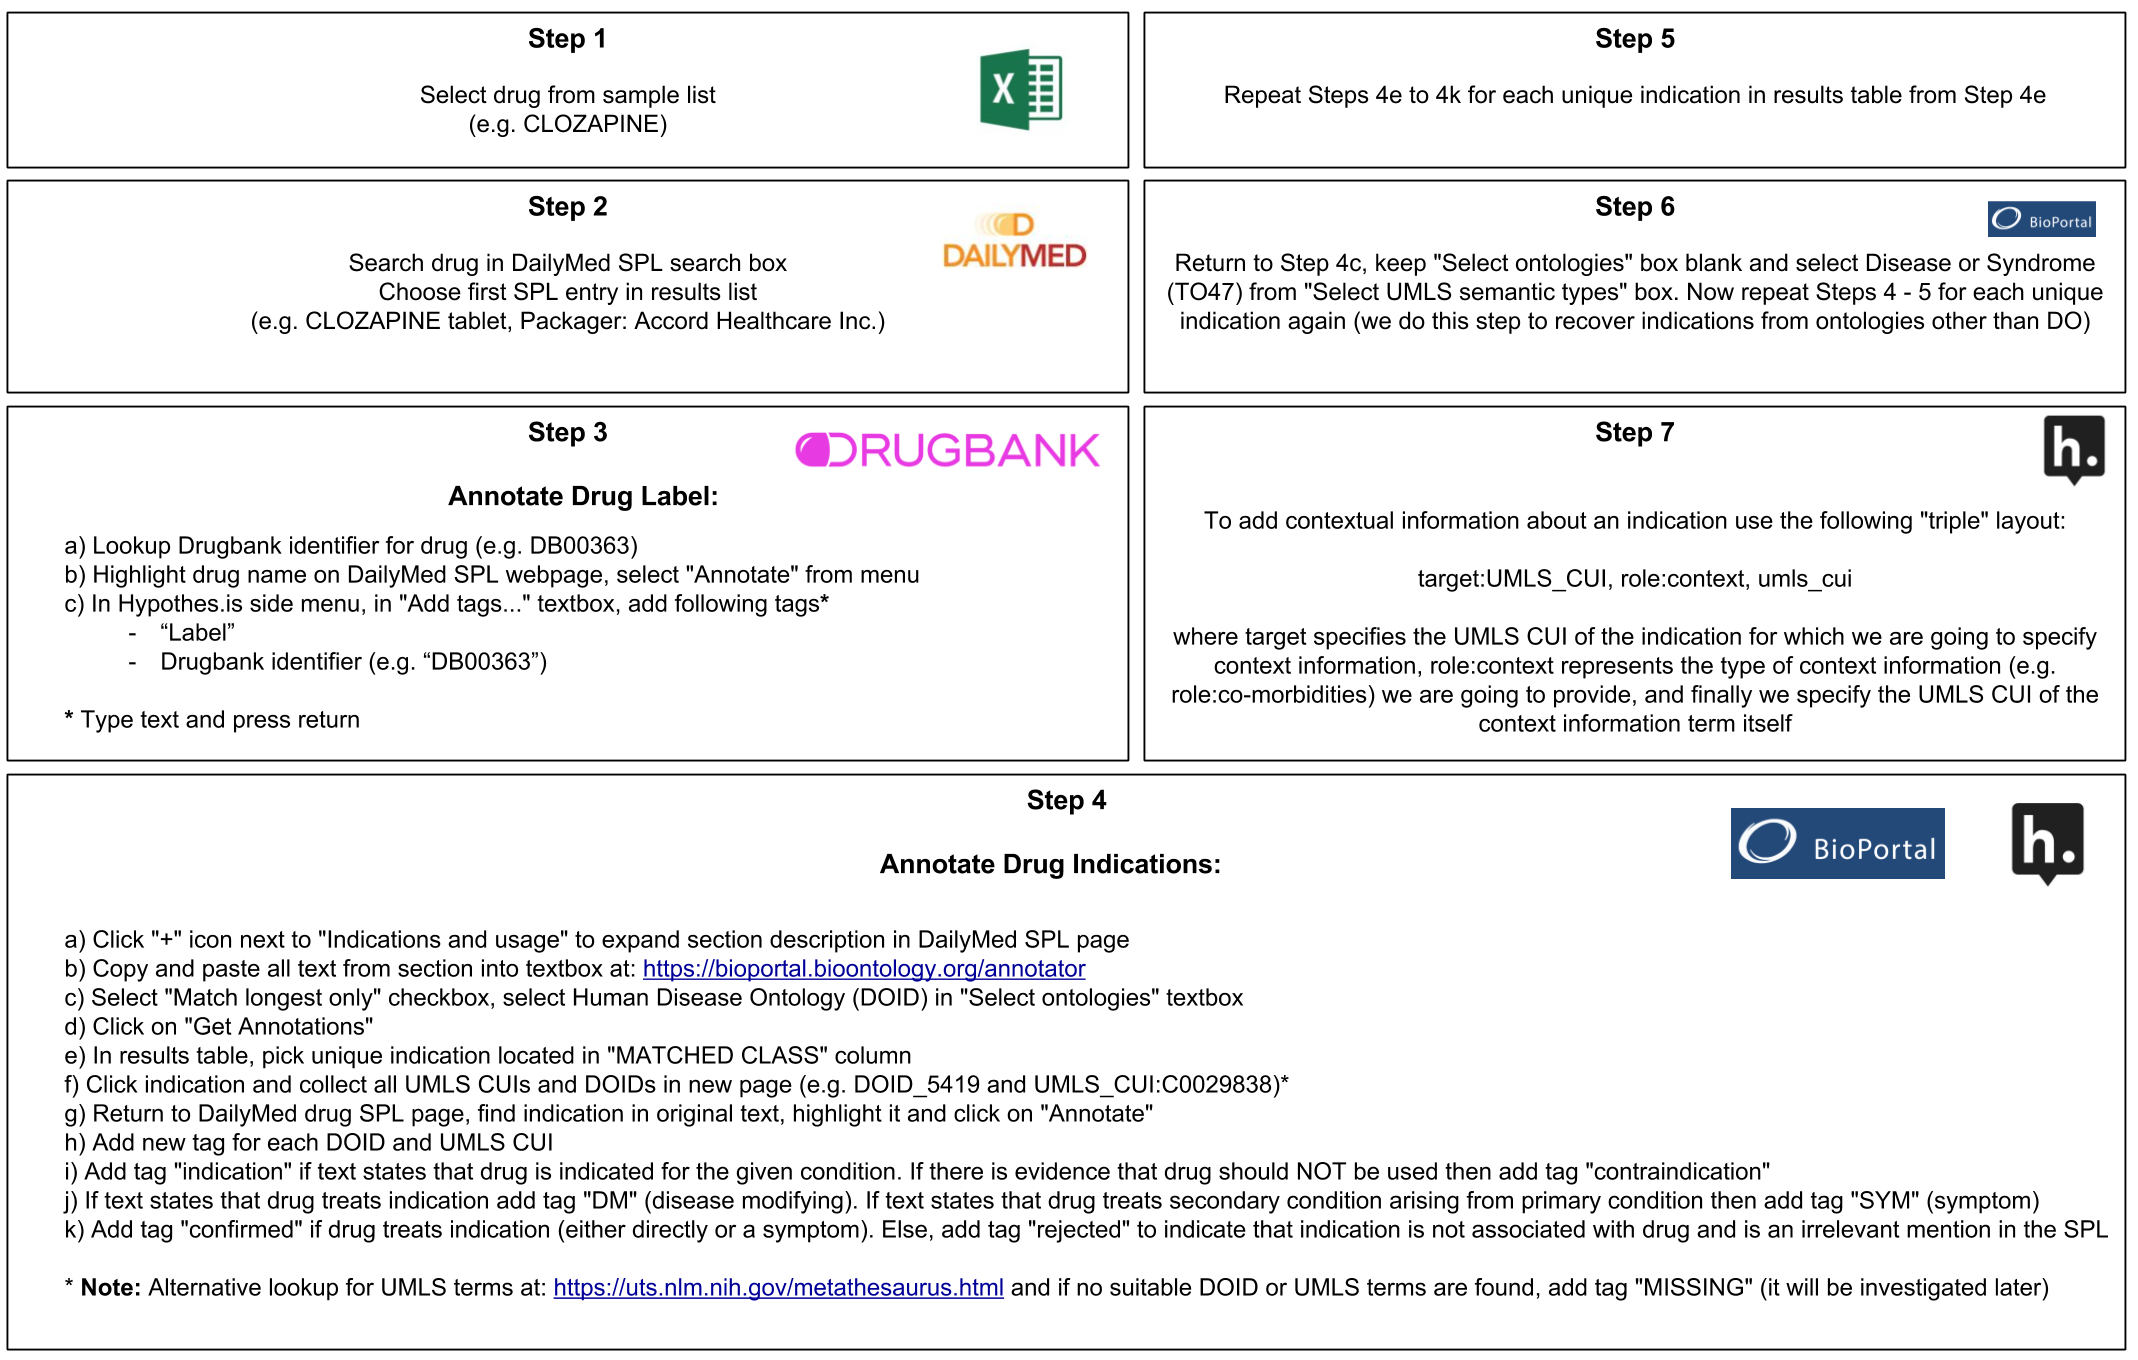 Step 1
Select drug from sample list
(e.g. CLOZAPINE)
X
Step 2
DAILYMED
Search drug in DailyMed SPL search box
Choose first SPL entry in results list
(e.g. CLOZAPINE tablet, Packager: Accord Healthcare Inc.)
Step 3
DRUGBANK
Annotate Drug Label:
a) Lookup Drugbank identifier for drug (e.g. DB00363)
b) Highlight drug name on DailyMed SPL webpage, select "Annotate" from menu
c) In Hypothes.is side menu, in "Add tags..." textbox, add following tags*
- “Label”
- Drugbank identifier (e.g. “DB00363”)
* Type text and press return
Step 5
Repeat Steps 4e to 4k for each unique indication in results table from Step 4e
Step 6
BioPortal
Return to Step 4c, keep "Select ontologies" box blank and select Disease or Syndrome
(TO47) from "Select UMLS semantic types" box. Now repeat Steps 4 - 5 for each unique
indication again (we do this step to recover indications from ontologies other than DO)
Step 7
h.
To add contextual information about an indication use the following "triple" layout:
target:UMLS_CUI, role:context, umls_cui
where target specifies the UMLS CUI of the indication for which we are going to specify
context information, role:context represents the type of context information (e.g.
role:co-morbidities) we are going to provide, and finally we specify the UMLS CUI of the
context information term itself
Step 4
BioPortal
h.
Annotate Drug Indications:
a) Click "+" icon next to "Indications and usage" to expand section description in DailyMed SPL page
b) Copy and paste all text from section into textbox at: https://bioportal.bioontology.org/annotator
c) Select "Match longest only" checkbox, select Human Disease Ontology (DOID) in "Select ontologies" textbox
d) Click on "Get Annotations"
e) In results table, pick unique indication located in "MATCHED CLASS" column
f) Click indication and collect all UMLS CUIs and DOIDs in new page (e.g. DOID_5419 and UMLS_CUI:C0029838)*
g) Return to DailyMed drug SPL page, find indication in original text, highlight it and click on "Annotate"
h) Add new tag for each DOID and UMLS CUI
i) Add tag "indication" if text states that drug is indicated for the given condition. If there is evidence that drug should NOT be used then add tag "contraindication"
j) If text states that drug treats indication add tag "DM" (disease modifying). If text states that drug treats secondary condition arising from primary condition then add tag "SYM" (symptom)
k) Add tag "confirmed" if drug treats indication (either directly or a symptom). Else, add tag "rejected" to indicate that indication is not associated with drug and is an irrelevant mention in the SPL
* Note: Alternative lookup for UMLS terms at: https://uts.nlm.nih.gov/metathesaurus.html and if no suitable DOID or UMLS terms are found, add tag "MISSING" (it will be investigated later)